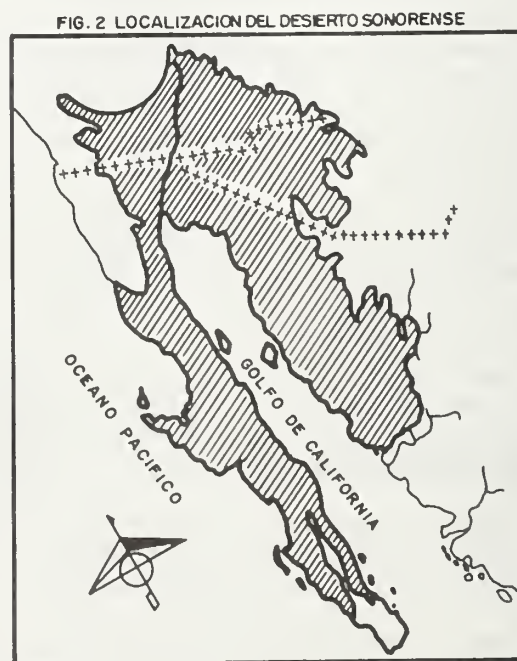 FIG. 2 LOCALIZACION DEL DESIERTO SONORENSE
OCEANO PACIFICO
GOLFO DE CALIFORNIA